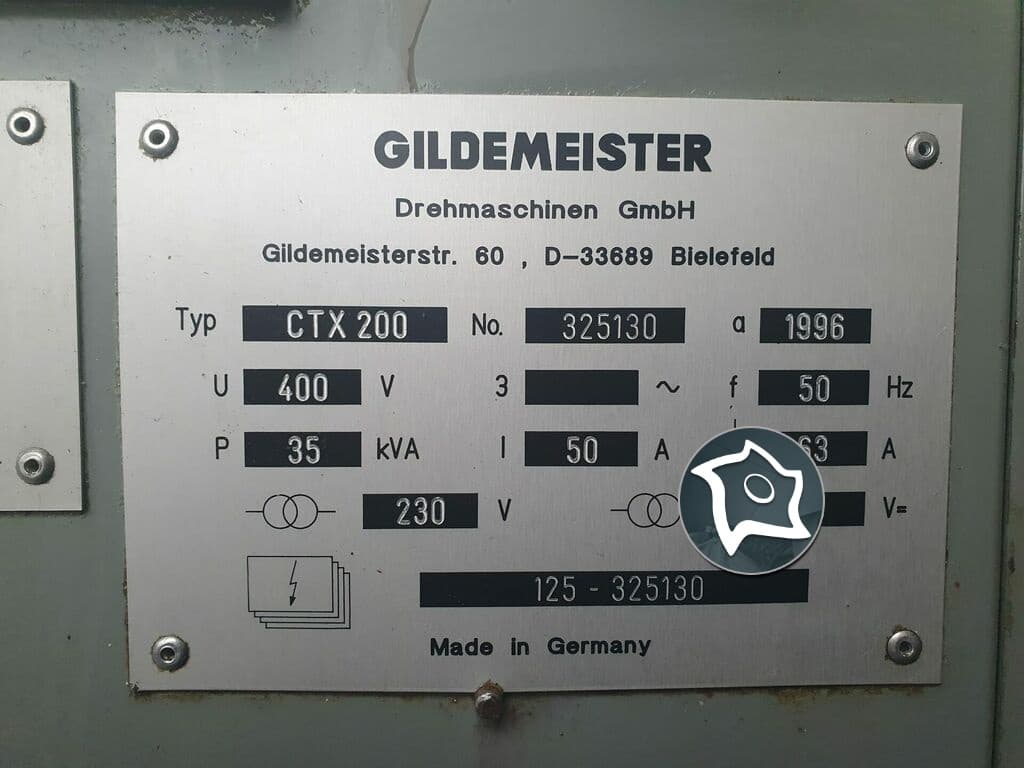 GILDEMEISTER
Drehmaschinen GmbH
Gildemeisterstr. 60 , D-33689 Bielefeld
Typ CTX 200 No. 325130 a 1996
U 400 V 3 ~ f 50 Hz
P 35 kVA I 50 A 63 A
230 V V=
125 - 325130
Made in Germany